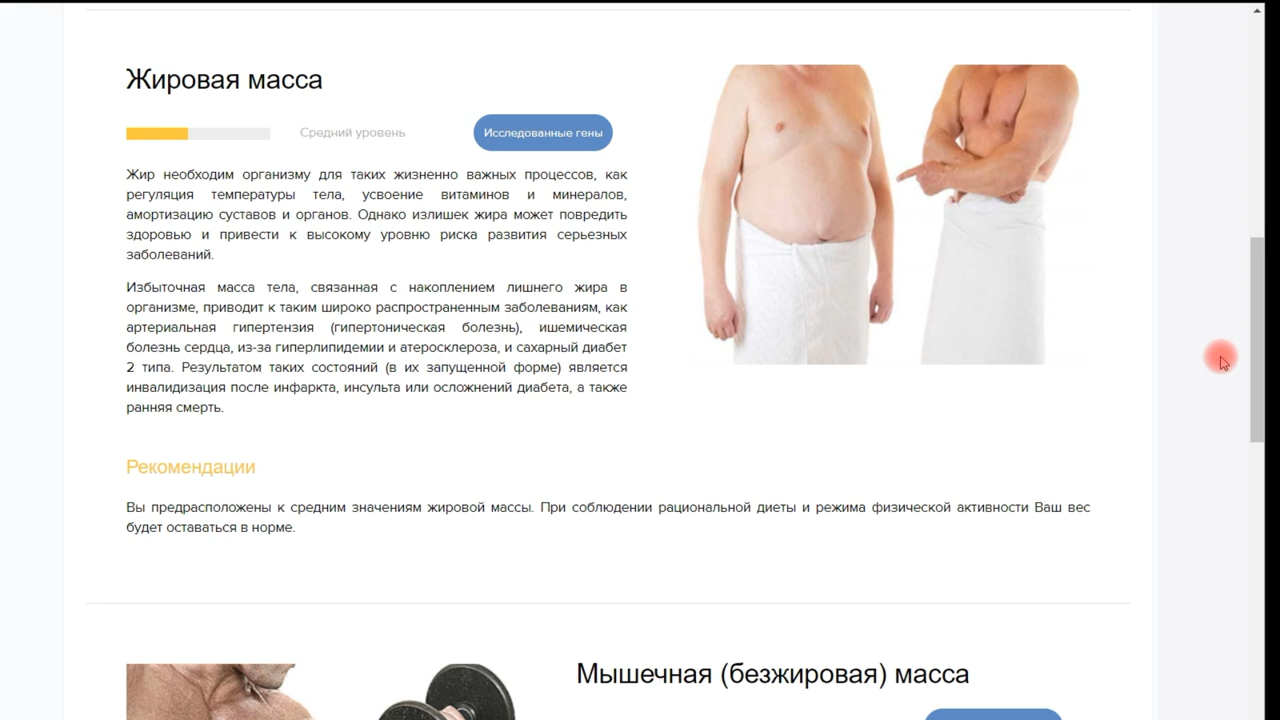 Жировая масса
Средний уровень
Исследованные гены
Жир необходим организму для таких жизненно важных процессов, как
регуляция температуры тела, усвоение витаминов и минералов,
амортизацию суставов и органов. Однако излишек жира может повредить
здоровью и привести к высокому уровню риска развития серьезных
заболеваний.
Избыточная масса тела, связанная с накоплением лишнего жира в
организме, приводит к таким широко распространенным заболеваниям, как
артериальная гипертензия (гипертоническая болезнь), ишемическая
болезнь сердца, из-за гиперлипидемии и атеросклероза, и сахарный диабет
2 типа. Результатом таких состояний (в их запущенной форме) является
инвалидизация после инфаркта, инсульта или осложнений диабета, а также
ранняя смерть.
Рекомендации
Вы предрасположены к средним значениям жировой массы. При соблюдении рациональной диеты и режима физической активности Ваш вес
будет оставаться в норме.
Мышечная (безжировая) масса